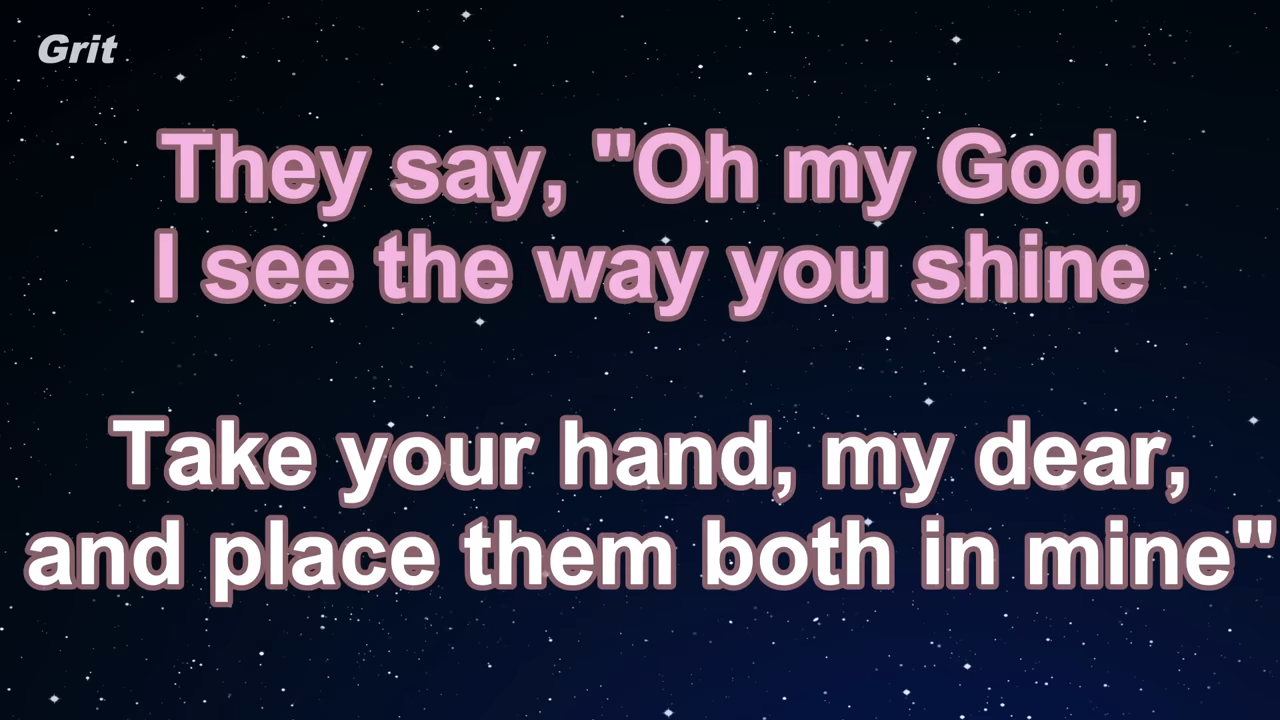 Grit
They say, "Oh my God,
I see the way you shine
Take your hand, my dear,
and place them both in mine"